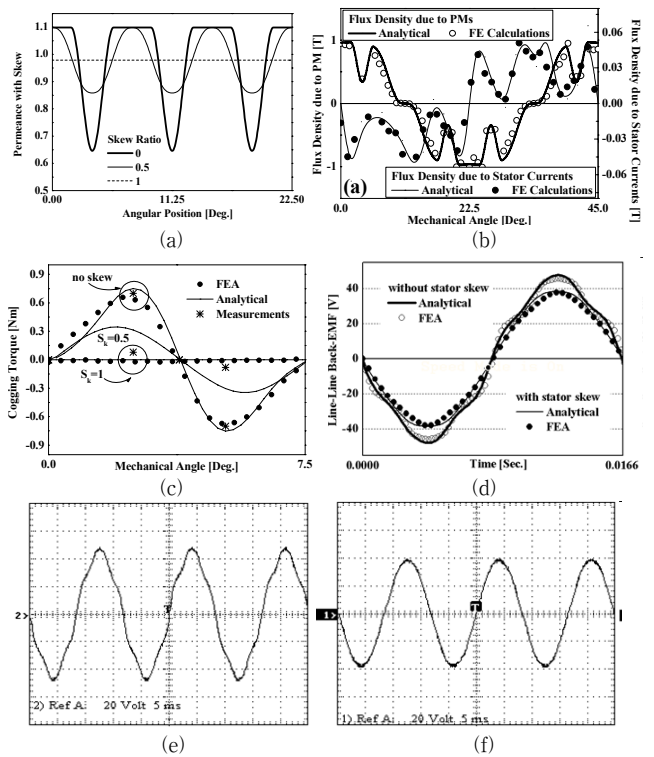 Permeance with Skew
1.1
1.0
0.9
0.8
0.7
0.6
0.5
Skew Ratio
0
0.5
1
0.00
11.25
22.50
Angular Position [Deg.]
(a)
Flux Density due to PM [T]
1
0
-1
Flux Density due to PMs
Analytical
FE Calculations
Flux Density due to Stator Currents
Analytical
FE Calculations
(a)
0.06
0.03
0.00
-0.03
-0.06
Flux Density due to Stator Currents [T]
0.0
22.5
45.0
Mechanical Angle [Deg.]
(b)
Cogging Torque [Nm]
0.9
0.6
0.3
0.0
-0.3
-0.6
-0.9
no skew
FEA
Analytical
Measurements
Sk=0.5
Sk=1
0.0
Mechanical Angle [Deg.]
7.5
(c)
Line-Line Back-EMF [V]
40
20
0
-20
-40
without stator skew
Analytical
FEA
with stator skew
Analytical
FEA
0.0000
Time [Sec.]
0.0166
(d)
2>
T
2) Ref A: 20 Volt 5 ms
(e)
1>
T
1) Ref A: 20 Volt 5 ms
(f)